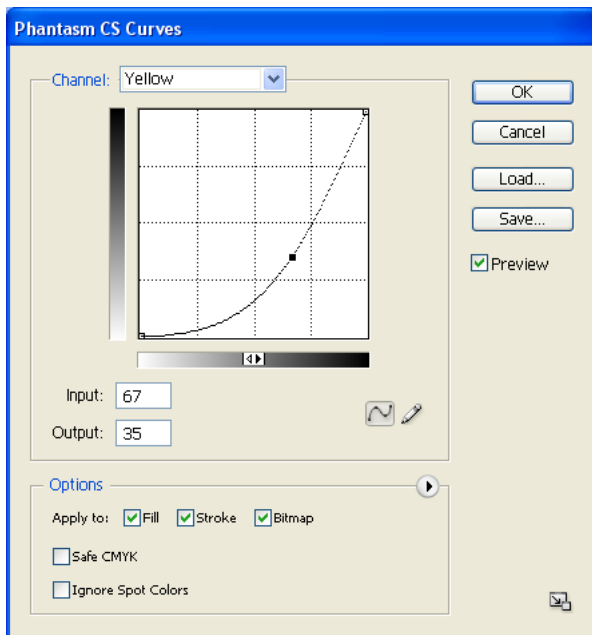 Phantasm CS Curves
Channel: Yellow
OK
Cancel
Load...
Save...
Preview
Input: 67
Output: 35
Options
Apply to: Fill Stroke Bitmap
Safe CMYK
Ignore Spot Colors